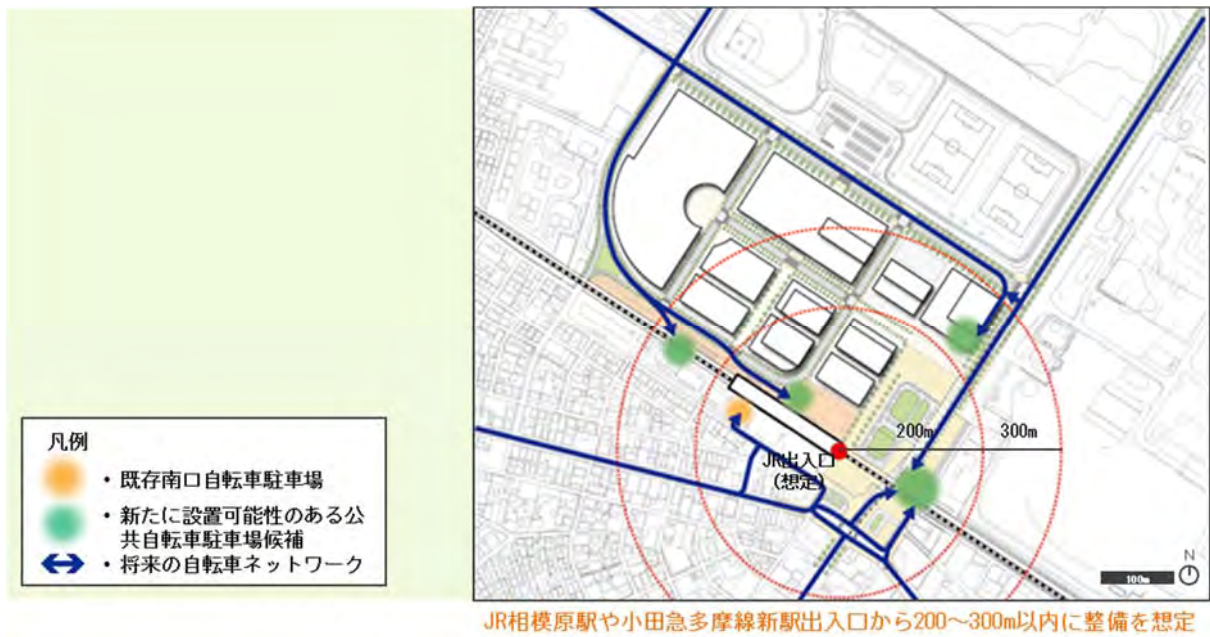 200m
300m
JR出入口
(想定)
N
100m
凡例
・既存南口自転車駐車場
・新たに設置可能性のある公
共自転車駐車場候補
・将来の自転車ネットワーク
JR相模原駅や小田急多摩線新駅出入口から200～300m以内に整備を想定